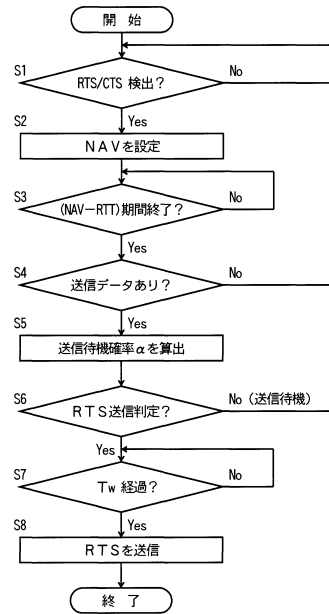 開 始
S1
RTS/CTS 検出？
No
Yes
S2
ＮＡＶを設定
S3
(NAV－RTT)期間終了？
No
Yes
S4
送信データあり？
No
Yes
S5
送信待機確率αを算出
S6
ＲＴＳ送信判定？
No（送信待機）
Yes
S7
Ｔw 経過？
No
Yes
S8
ＲＴＳを送信
終 了